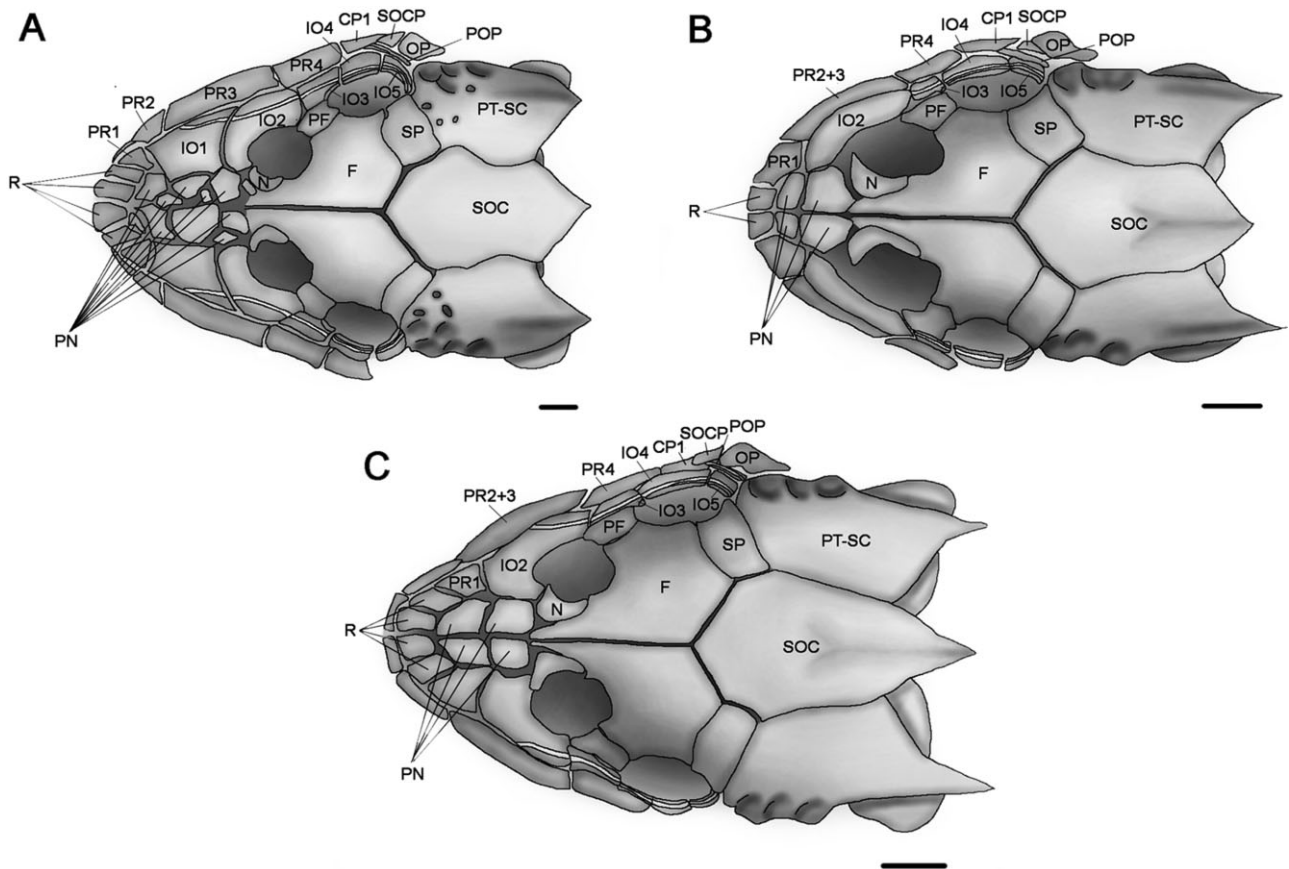 A
IO4 CP1 SOCP
OP POP
PR4
PR3
PR2
PR1
IO3 IO5
IO2 PF
PT-SC
IO1
SP
R
N
F
SOC
PN
B
IO4 CP1 SOCP
OP POP
PR4
PR2+3
IO3 IO5
IO2 PF
PT-SC
SP
PR1
R
N
F
SOC
PN
C
SOCP POP
CP1
IO4
OP
PR4
PR2+3
IO3 IO5
PF
SP
PT-SC
IO2
PR1
F
N
R
SOC
PN